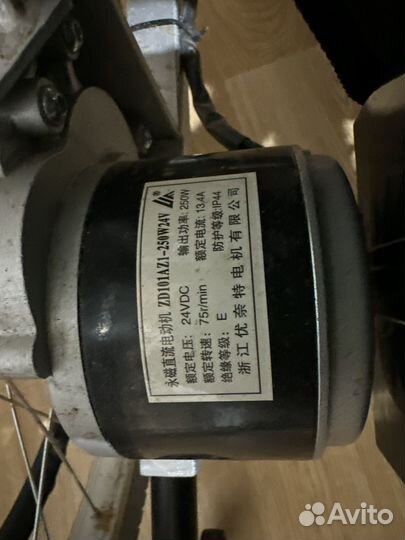 永磁直流电动机 ZD101AZ1-250W24V ®
额定电压: 24VDC 输出功率:250W
额定转速: 75r/min 额定电流: 13.4A
绝缘等级: E 防护等级:IP44
浙江优奈特电机有限公司
Avito